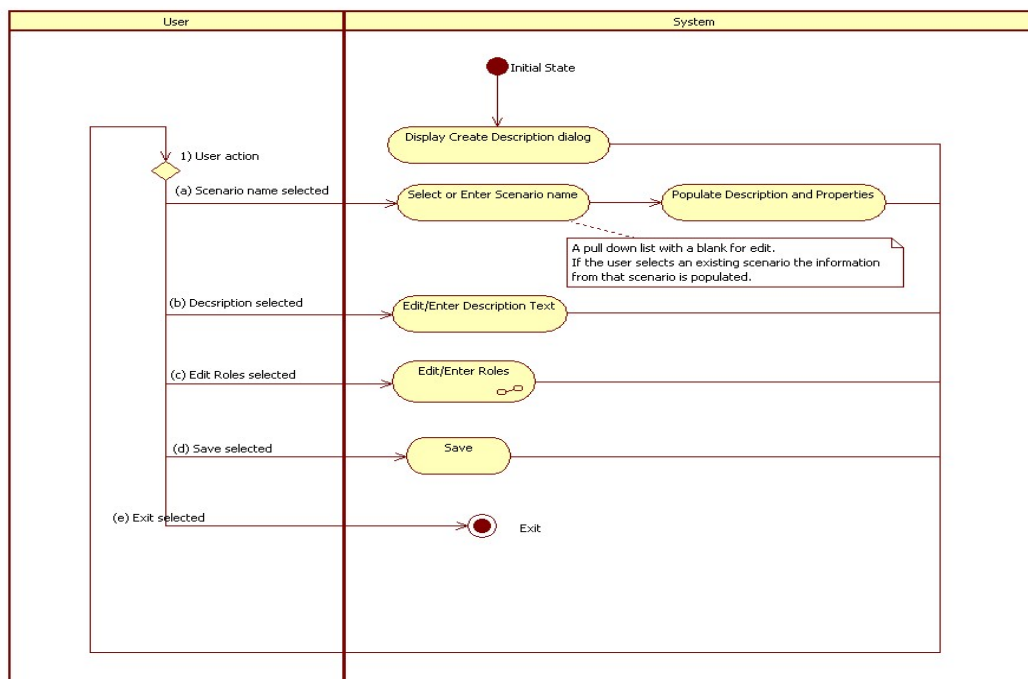 User
System
Initial State
Display Create Description dialog
1) User action
(a) Scenario name selected
Select or Enter Scenario name
Populate Description and Properties
A pull down list with a blank for edit.
If the user selects an existing scenario the information
from that scenario is populated.
(b) Decsription selected
Edit/Enter Description Text
(c) Edit Roles selected
Edit/Enter Roles
(d) Save selected
Save
(e) Exit selected
Exit